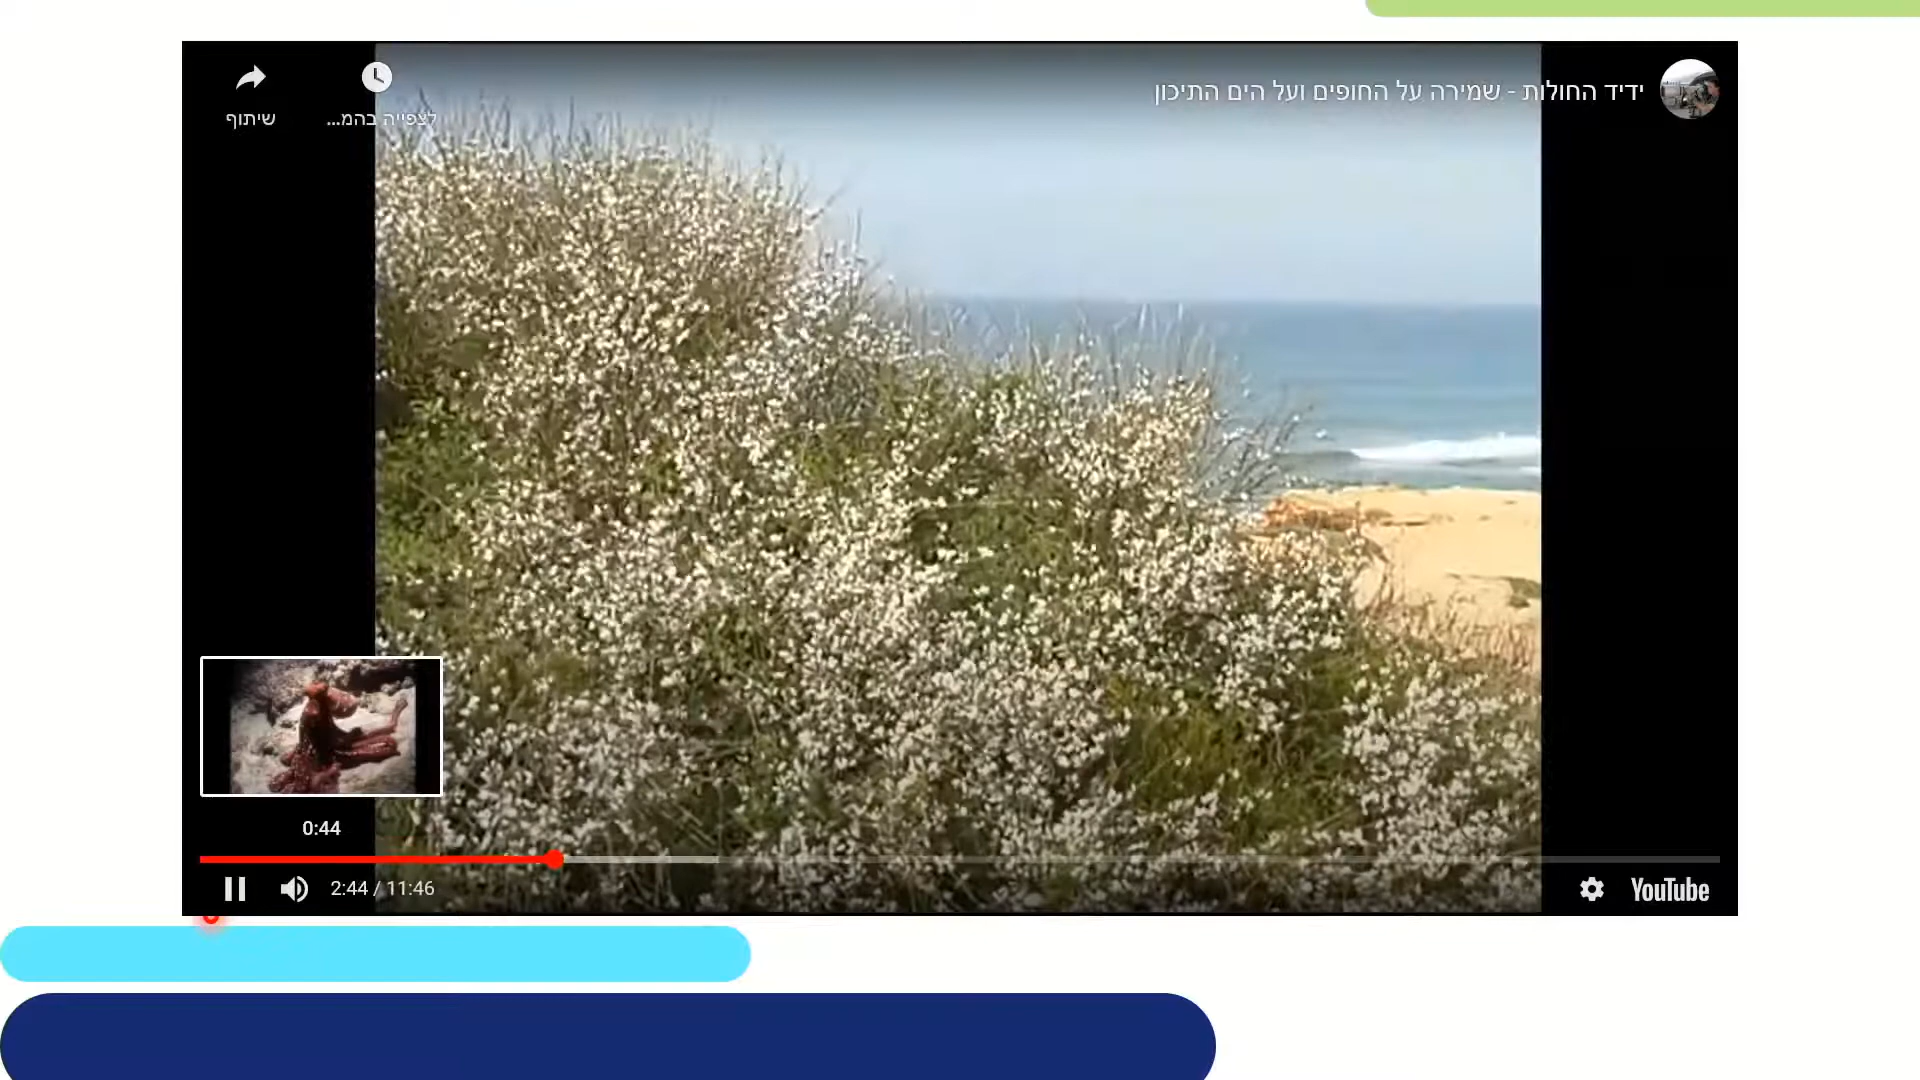 ידיד החולות - שמירה על החופים ועל הים התיכון
לצפייה בהמ...
שיתוף
0:44
2:44 / 11:46
YouTube